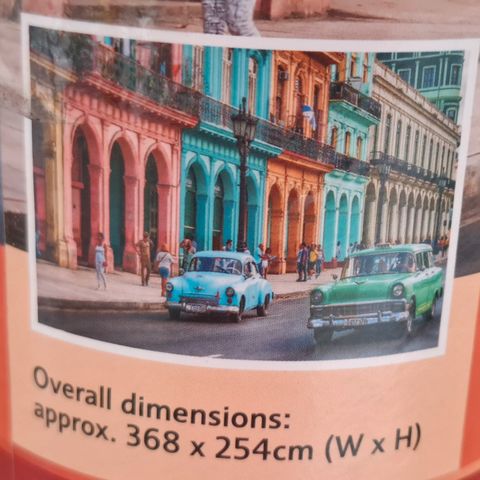 Overall dimensions:
approx. 368 x 254cm (W x H)